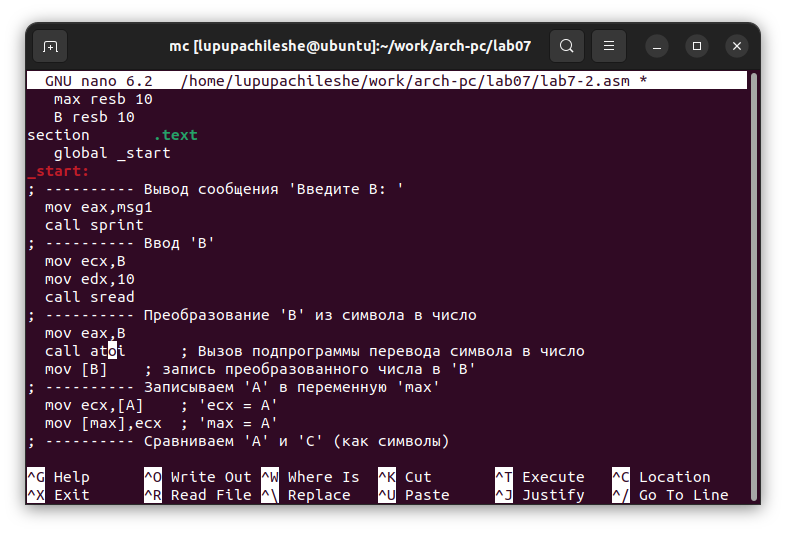 mc [lupupachileshe@ubuntu]:~/work/arch-pc/lab07
GNU nano 6.2   /home/lupupachileshe/work/arch-pc/lab07/lab7-2.asm *
max resb 10
B resb 10
section       .text
global _start
_start:
; ---------- Вывод сообщения 'Введите B: '
mov eax,msg1
call sprint
; ---------- Ввод 'B'
mov ecx,B
mov edx,10
call sread
; ---------- Преобразование 'B' из символа в число
mov eax,B
call atoi      ; Вызов подпрограммы перевода символа в число
mov [B]    ; запись преобразованного числа в 'B'
; ---------- Записываем 'A' в переменную 'max'
mov ecx,[A]    ; 'ecx = A'
mov [max],ecx  ; 'max = A'
; ---------- Сравниваем 'A' и 'C' (как символы)
^G Help      ^O Write Out ^W Where Is  ^K Cut       ^T Execute   ^C Location
^X Exit      ^R Read File ^\ Replace   ^U Paste     ^J Justify   ^/ Go To Line